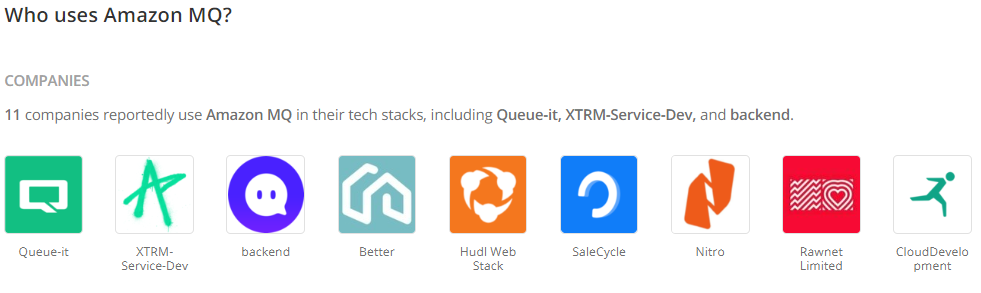 Who uses Amazon MQ?
COMPANIES
11 companies reportedly use Amazon MQ in their tech stacks, including Queue-it, XTRM-Service-Dev, and backend.
Queue-it
XTRM-
Service-Dev
backend
Better
Hudl Web
Stack
SaleCycle
Nitro
Rawnet
Limited
CloudDevelo
pment